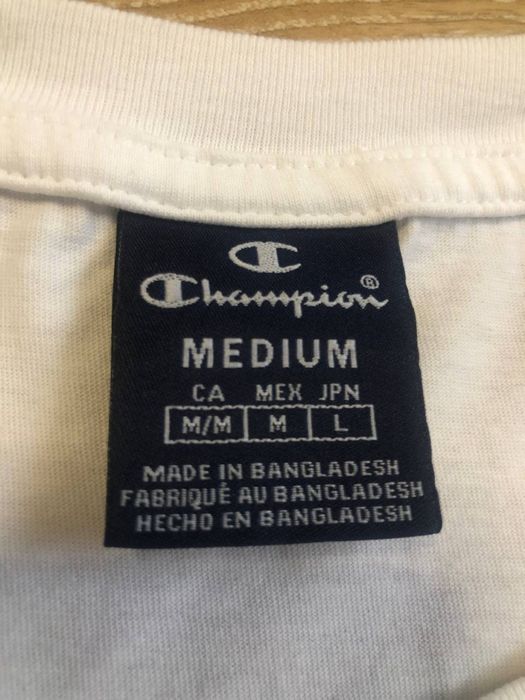 Champion®
MEDIUM
CA MEX JPN
M/M M L
MADE IN BANGLADESH
FABRIQUÉ AU BANGLADESH
HECHO EN BANGLADESH